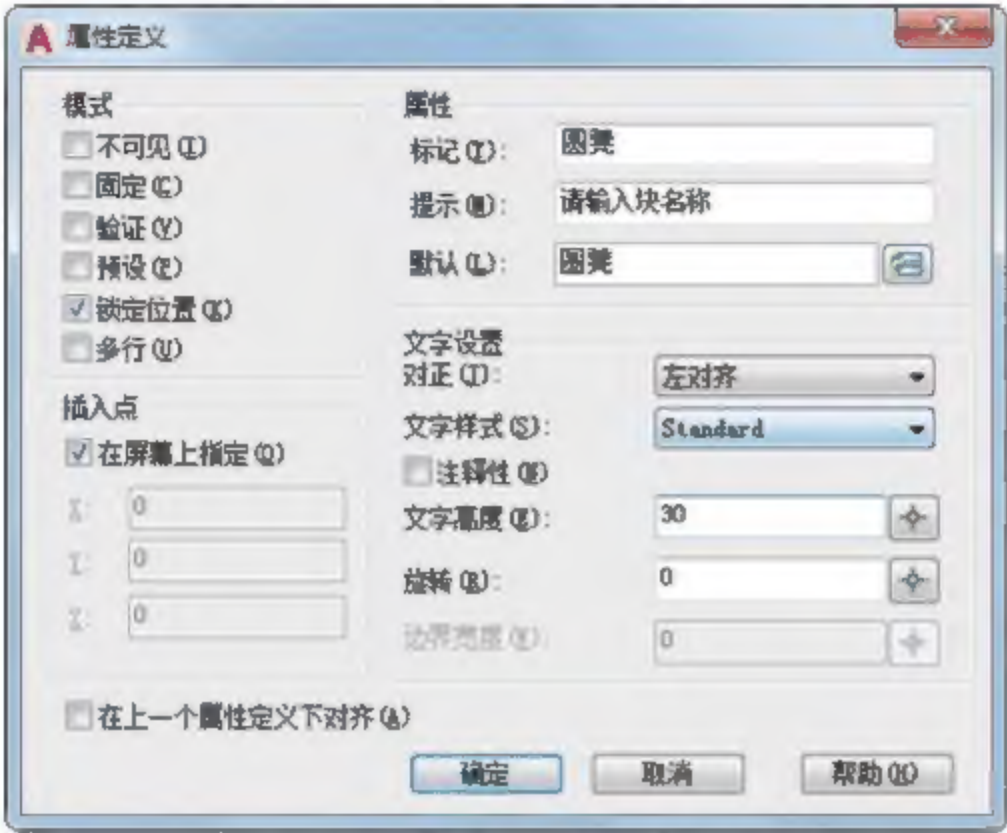 属性定义
模式
不可见(I)
固定(C)
验证(V)
预设(P)
锁定位置(K)
多行(U)
插入点
在屏幕上指定(O)
X: 0
Y: 0
Z: 0
属性
标记(T): 圆凳
提示(M): 请输入块名称
默认(L): 圆凳
文字设置
对正(J): 左对齐
文字样式(S): Standard
注释性(N)
文字高度(E): 30
旋转(R): 0
边界宽度(W): 0
在上一个属性定义下对齐(A)
确定 取消 帮助(H)